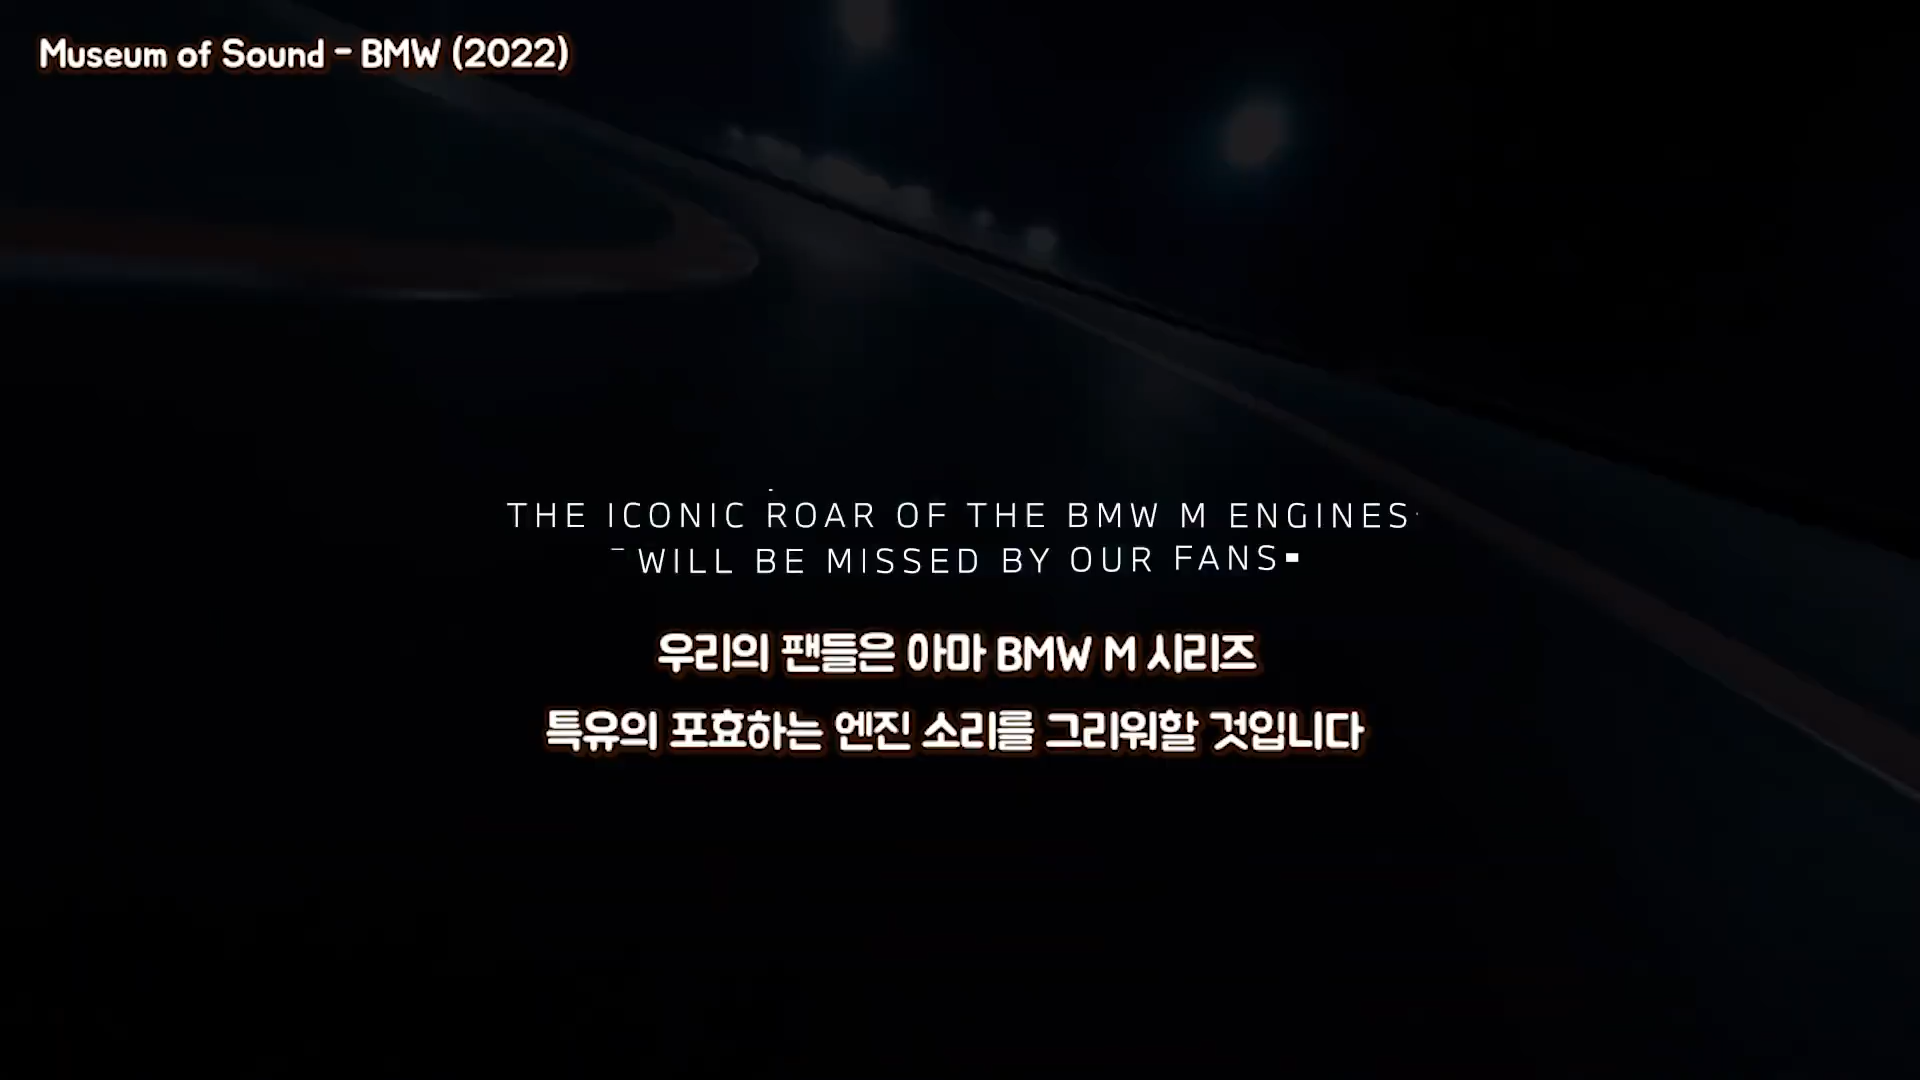 Museum of Sound - BMW (2022)
THE ICONIC ROAR OF THE BMW M ENGINES
WILL BE MISSED BY OUR FANS
우리의 팬들은 아마 BMW M 시리즈
특유의 포효하는 엔진 소리를 그리워할 것입니다